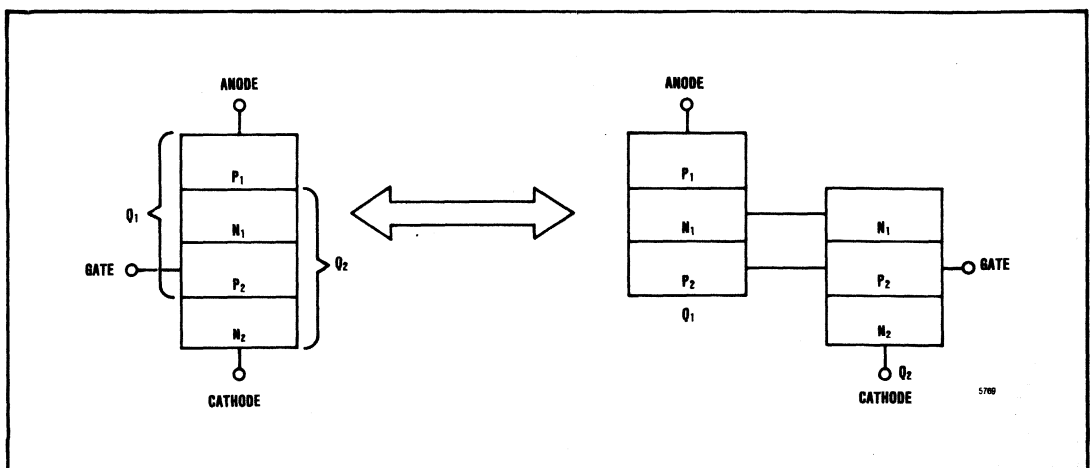 ANODE
P₁
Q₁
N₁
GATE
P₂
Q₂
N₂
CATHODE
ANODE
P₁
N₁
P₂
Q₁
N₁
P₂
GATE
N₂
Q₂
CATHODE
5769